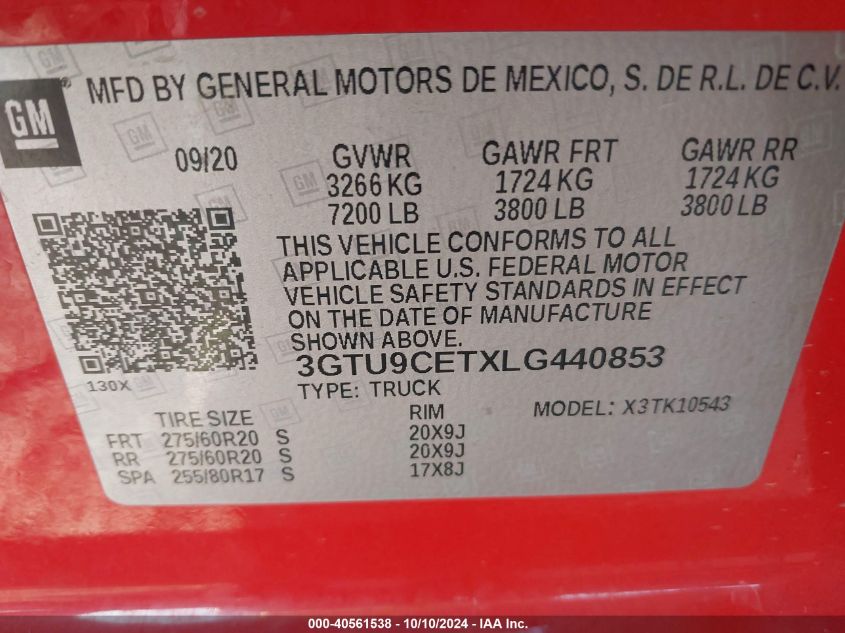 GM ®
MFD BY GENERAL MOTORS DE MEXICO, S. DE R.L. DE C.V.
09/20 GVWR GAWR FRT GAWR RR
3266 KG 1724 KG 1724 KG
7200 LB 3800 LB 3800 LB
THIS VEHICLE CONFORMS TO ALL
APPLICABLE U.S. FEDERAL MOTOR
VEHICLE SAFETY STANDARDS IN EFFECT
ON THE DATE OF MANUFACTURE
SHOWN ABOVE.
3GTU9CETXLG440853
130X
TYPE: TRUCK
TIRE SIZE RIM MODEL: X3TK10543
FRT 275/60R20 S 20X9J
RR 275/60R20 S 20X9J
SPA 255/80R17 S 17X8J
000-40561538 - 10/10/2024 - IAA Inc.